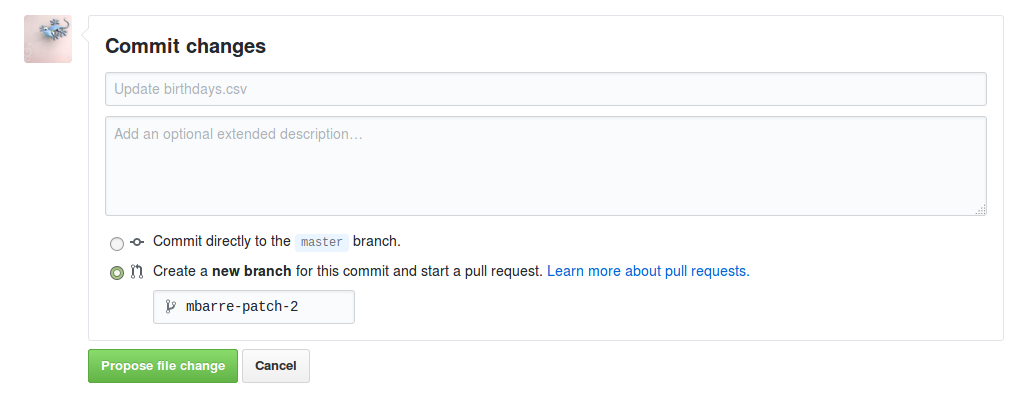 Commit changes
Update birthdays.csv
Add an optional extended description…
Commit directly to the master branch.
Create a new branch for this commit and start a pull request. Learn more about pull requests.
mbarre-patch-2
Propose file change Cancel